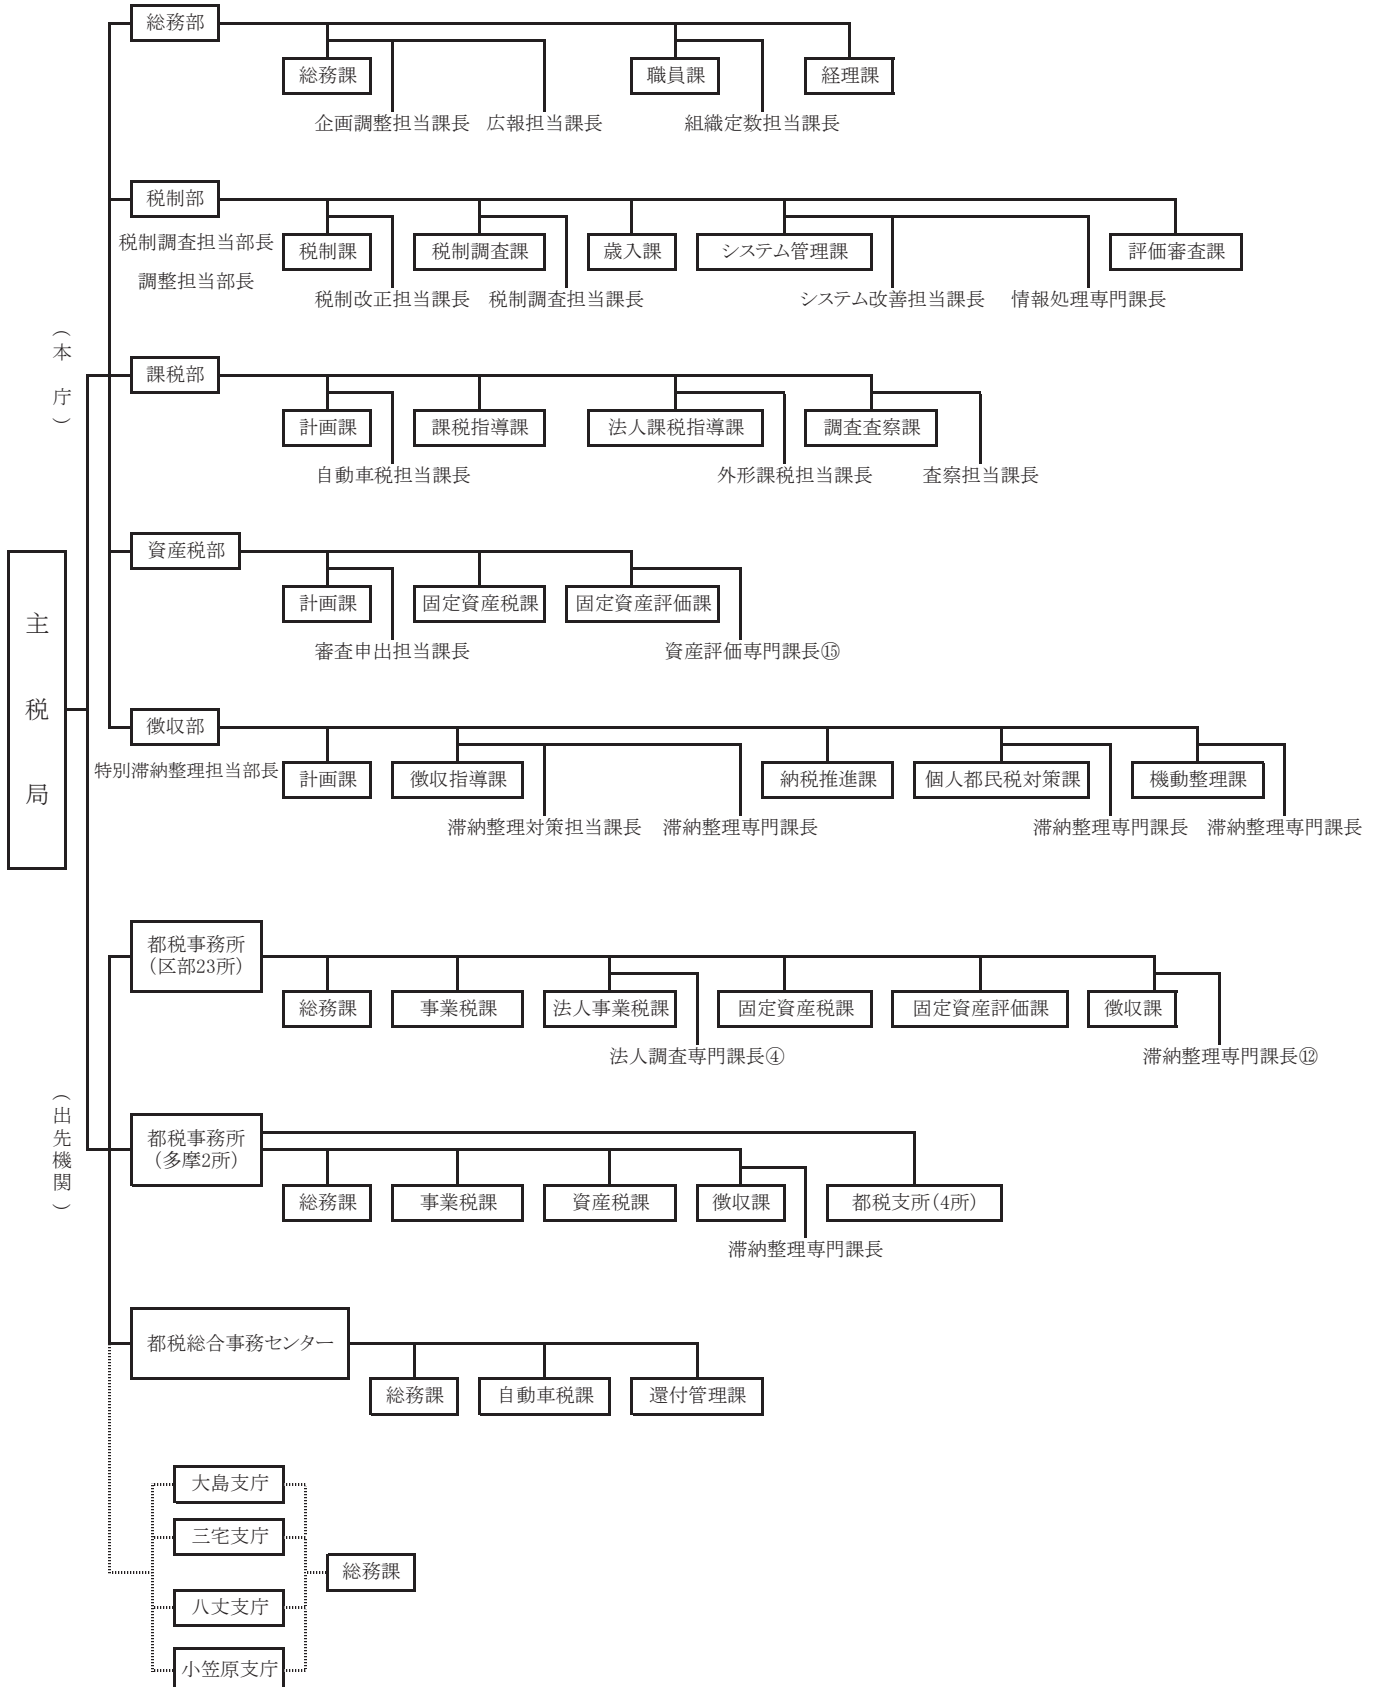 総務部
総務課 職員課 経理課
企画調整担当課長 広報担当課長 組織定数担当課長
税制部
税制調査担当部長
調整担当部長
税制課 税制調査課 歳入課 システム管理課 評価審査課
税制改正担当課長 税制調査担当課長 システム改善担当課長 情報処理専門課長
（本庁）
課税部
計画課 課税指導課 法人課税指導課 調査査察課
自動車税担当課長 外形課税担当課長 査察担当課長
資産税部
計画課 固定資産税課 固定資産評価課
審査申出担当課長 資産評価専門課長⑮
主税局
徴収部
特別滞納整理担当部長
計画課 徴収指導課 納税推進課 個人都民税対策課 機動整理課
滞納整理対策担当課長 滞納整理専門課長 滞納整理専門課長 滞納整理専門課長
都税事務所
（区部23所）
総務課 事業税課 法人事業税課 固定資産税課 固定資産評価課 徴収課
法人調査専門課長④ 滞納整理専門課長⑫
（出先機関）
都税事務所
（多摩2所）
総務課 事業税課 資産税課 徴収課 都税支所（4所）
滞納整理専門課長
都税総合事務センター
総務課 自動車税課 還付管理課
大島支庁
三宅支庁
総務課
八丈支庁
小笠原支庁